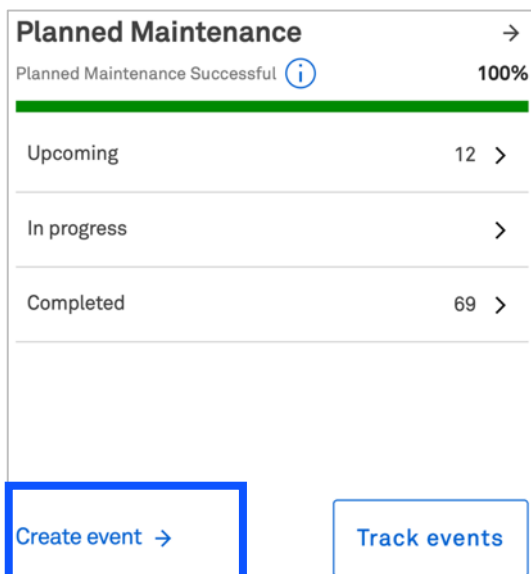 Planned Maintenance →
Planned Maintenance Successful i 100%
Upcoming 12 >
In progress >
Completed 69 >
Create event → Track events